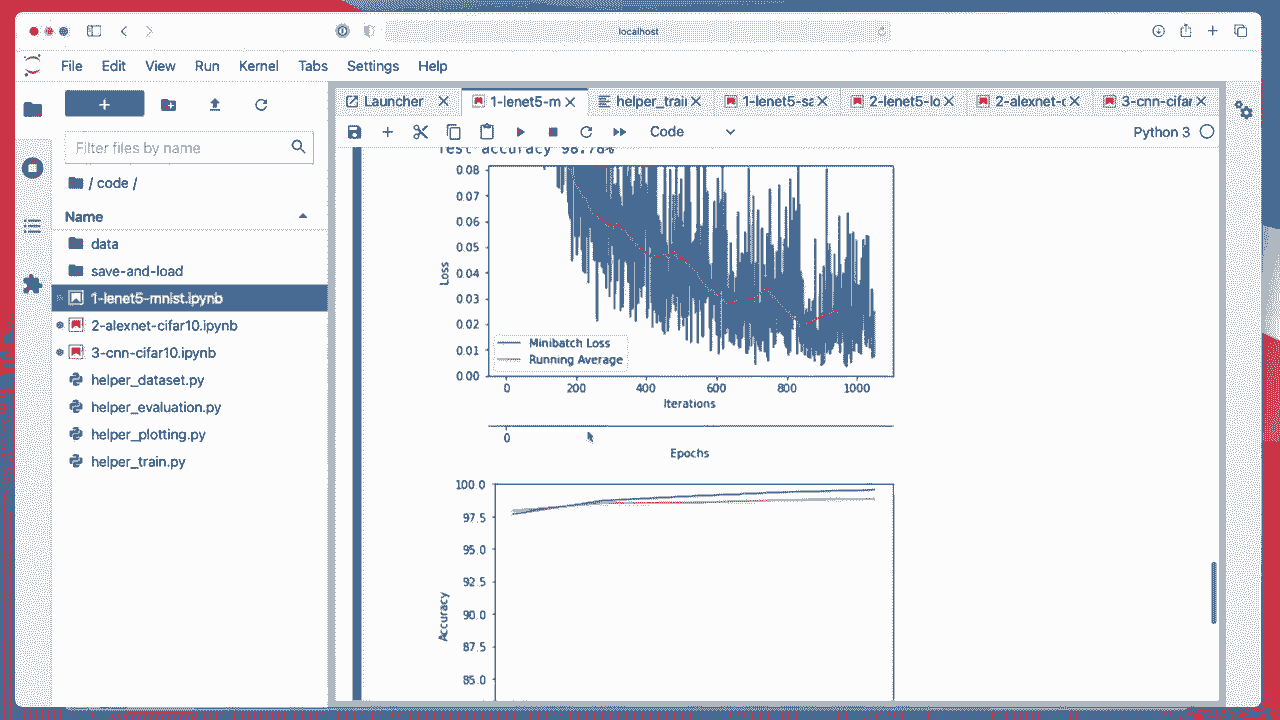 localhost
File Edit View Run Kernel Tabs Settings Help
Launcher
1-lenet5-m
helper_train
1-lenet5-sa
2-lenet5-lo
2-alexnet-c
3-cnn-cifar
Code
Python 3
Filter files by name
/ code /
Name
data
save-and-load
1-lenet5-mnist.ipynb
2-alexnet-cifar10.ipynb
3-cnn-cifar10.ipynb
helper_dataset.py
helper_evaluation.py
helper_plotting.py
helper_train.py
Test accuracy 98.78%
0.08
0.07
0.06
0.05
0.04
0.03
0.02
0.01
0.00
Loss
Minibatch Loss
Running Average
0 200 400 600 800 1000
Iterations
0
Epochs
100.0
97.5
95.0
92.5
90.0
87.5
85.0
Accuracy